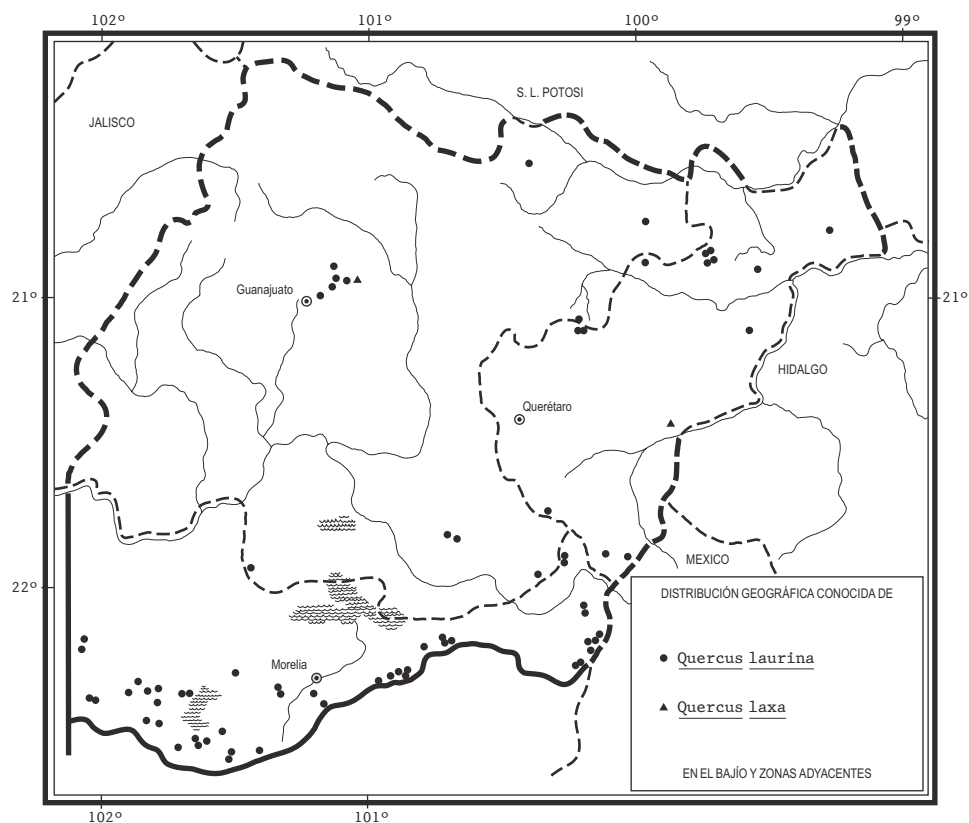 102° 101° 100° 99°
S. L. POTOSI
JALISCO
Guanajuato
21° 21°
HIDALGO
Querétaro
MEXICO
22°
DISTRIBUCIÓN GEOGRÁFICA CONOCIDA DE
Quercus laurina
Morelia
Quercus laxa
EN EL BAJÍO Y ZONAS ADYACENTES
102° 101°